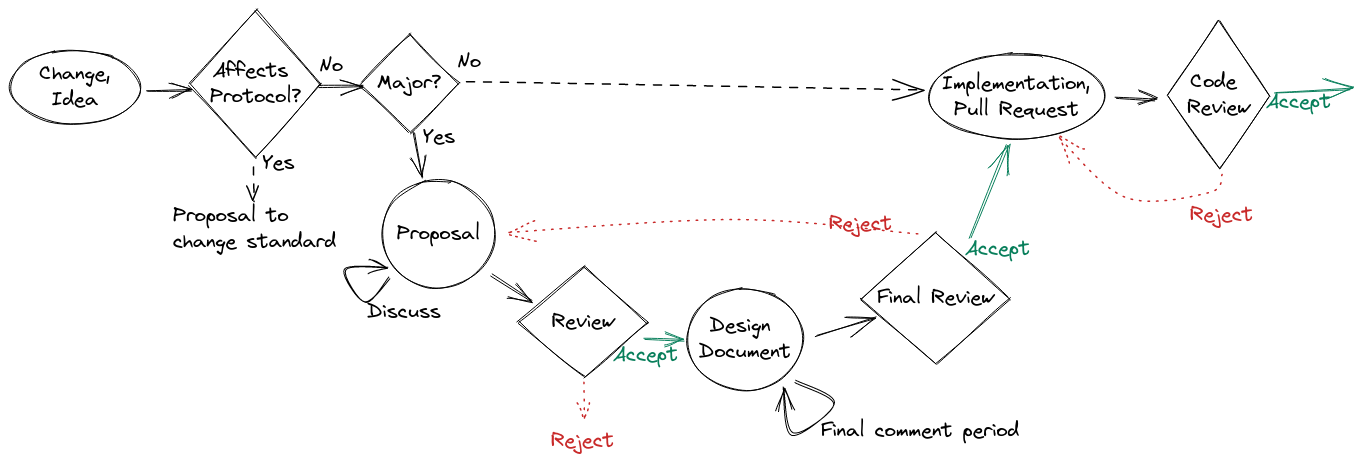 Change,
Idea
Affects
Protocol?
No
Major?
No
Implementation,
Pull Request
Code
Review
Accept
Yes
Yes
Proposal to
change standard
Proposal
Reject
Accept
Reject
Discuss
Final Review
Review
Accept
Design
Document
Reject
Final comment period